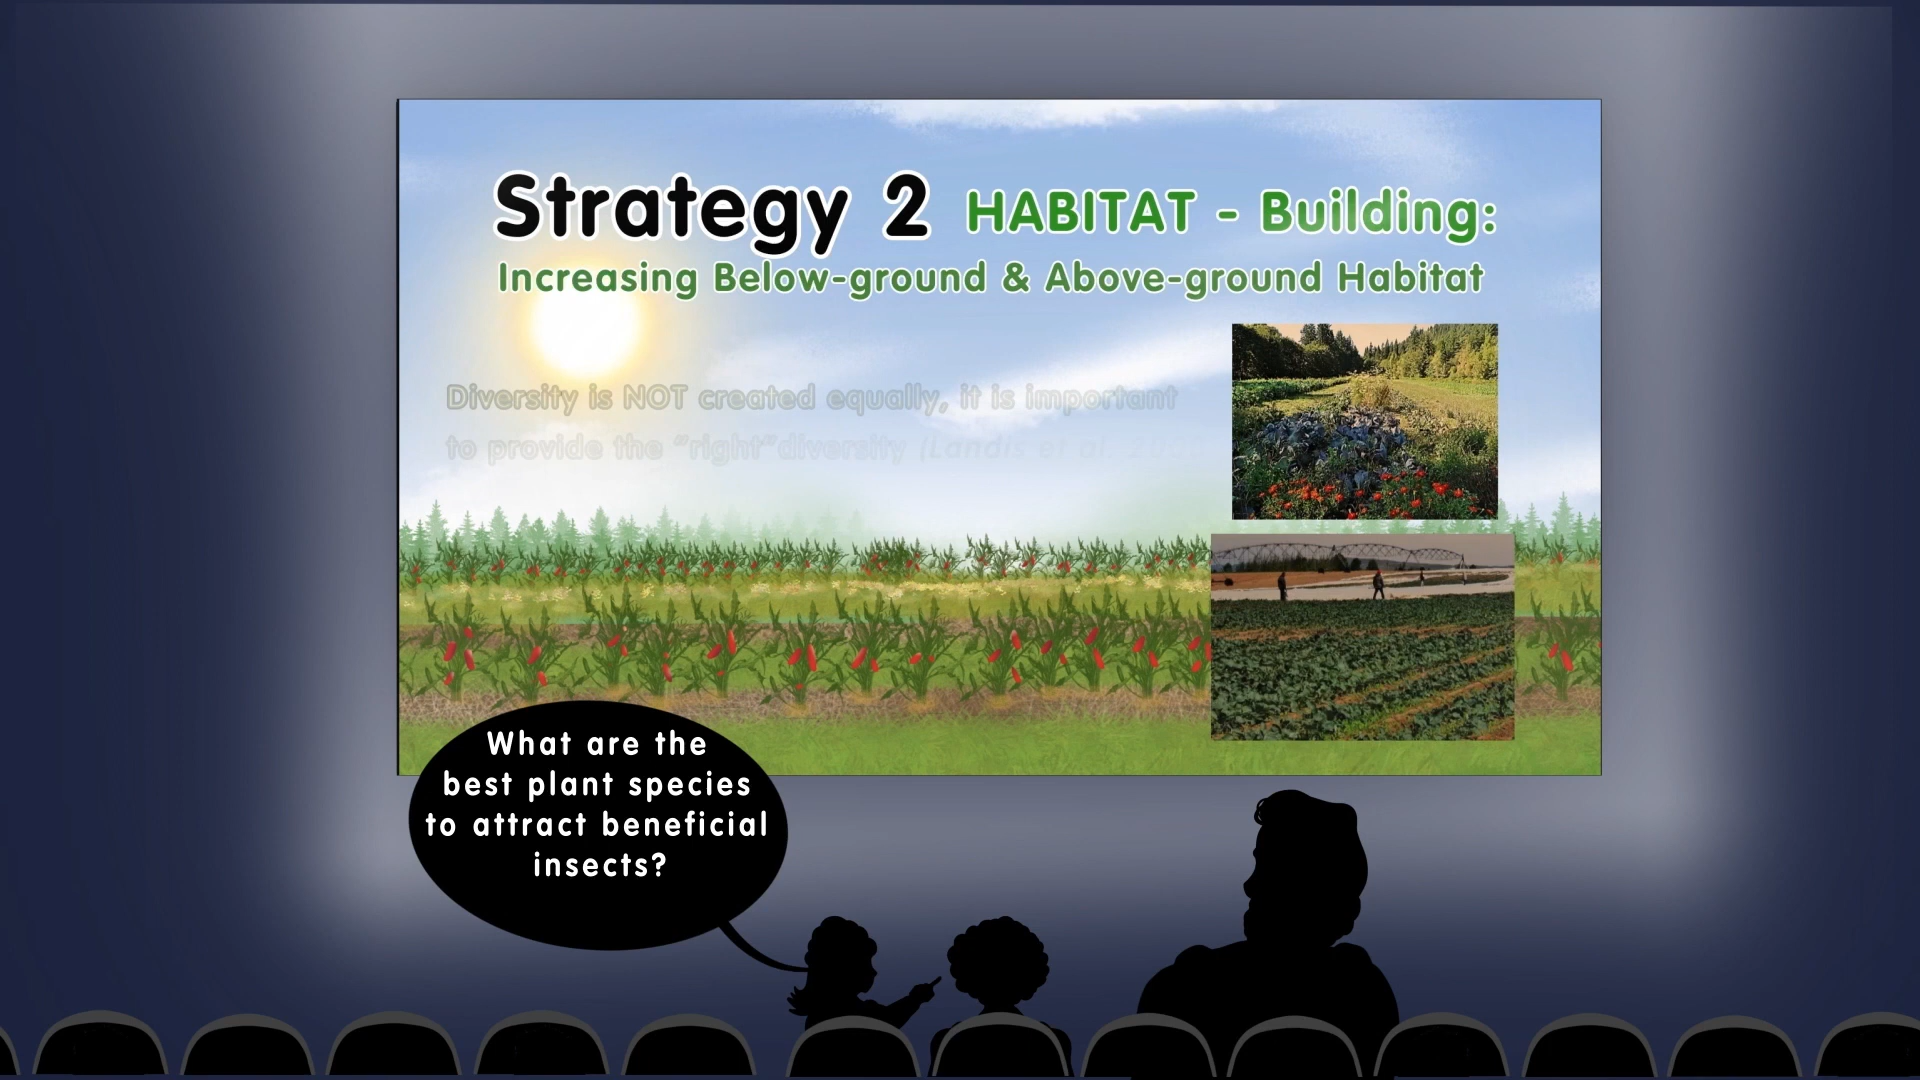 Strategy 2 HABITAT - Building:
Increasing Below-ground & Above-ground Habitat
Diversity is NOT created equally, it is important
to provide the "right"diversity (Landis et al.
What are the
best plant species
to attract beneficial
insects?